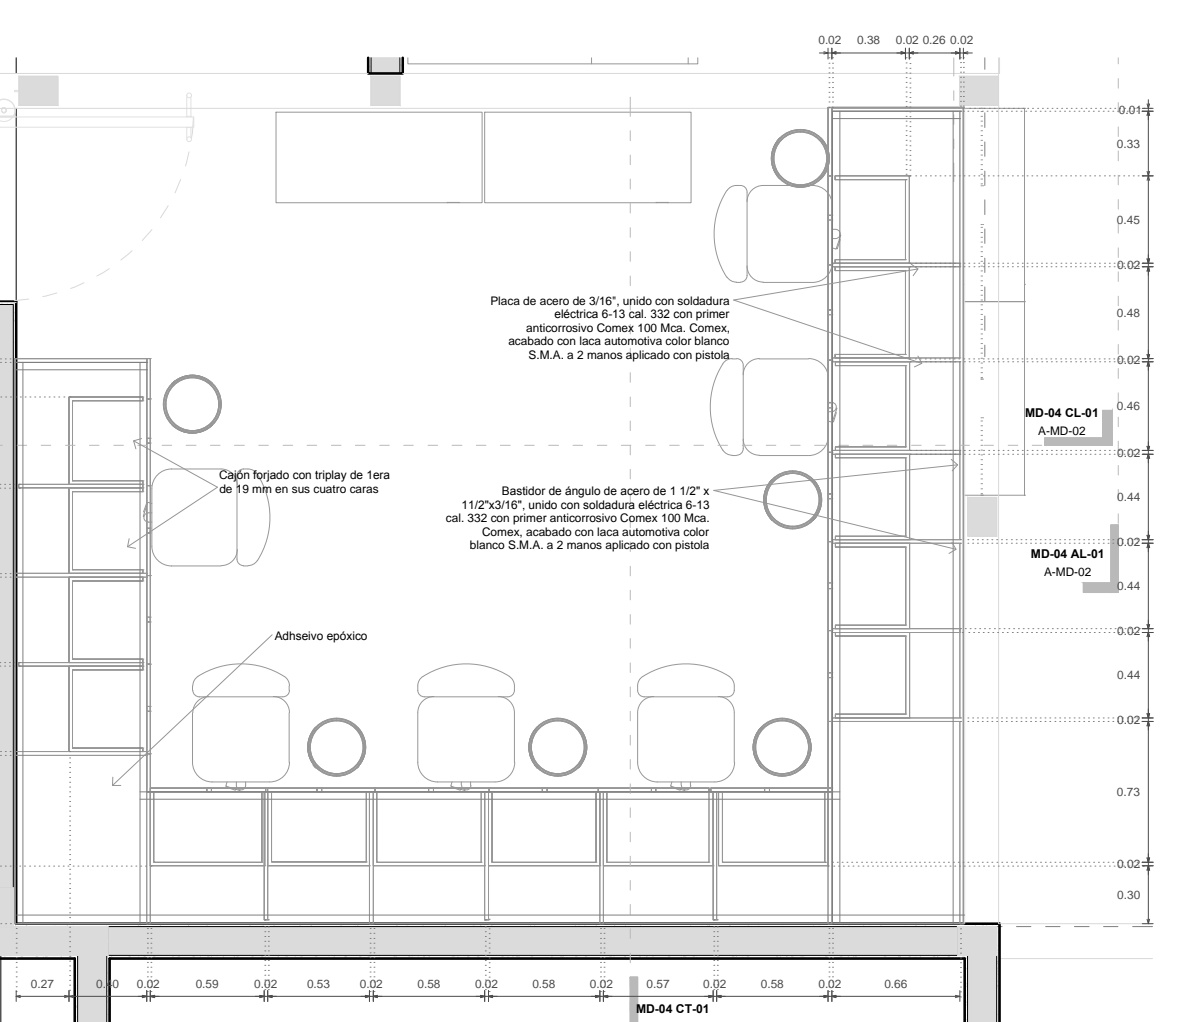 0.02 0.38 0.02 0.26 0.02
0.01
0.33
0.45
0.02
Placa de acero de 3/16", unido con soldadura
eléctrica 6-13 cal. 332 con primer
anticorrosivo Comex 100 Mca. Comex,
acabado con laca automotiva color blanco
S.M.A. a 2 manos aplicado con pistola
0.48
0.02
0.46
MD-04 CL-01
A-MD-02
0.02
Cajón forjado con triplay de 1era
de 19 mm en sus cuatro caras
Bastidor de ángulo de acero de 1 1/2" x
11/2"x3/16", unido con soldadura eléctrica 6-13
cal. 332 con primer anticorrosivo Comex 100 Mca.
Comex, acabado con laca automotiva color
blanco S.M.A. a 2 manos aplicado con pistola
0.44
0.02
MD-04 AL-01
A-MD-02
0.44
0.02
Adhseivo epóxico
0.44
0.02
0.73
0.02
0.30
0.27 0.02 0.59 0.02 0.53 0.02 0.58 0.02 0.58 0.02 0.57 0.02 0.58 0.02 0.66
MD-04 CT-01